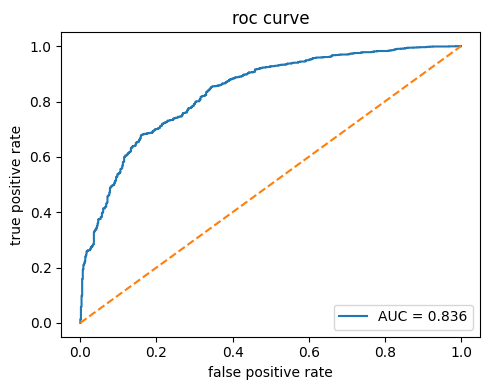 roc curve
true positive rate
1.0
0.8
0.6
0.4
0.2
0.0
AUC = 0.836
0.0 0.2 0.4 0.6 0.8 1.0
false positive rate